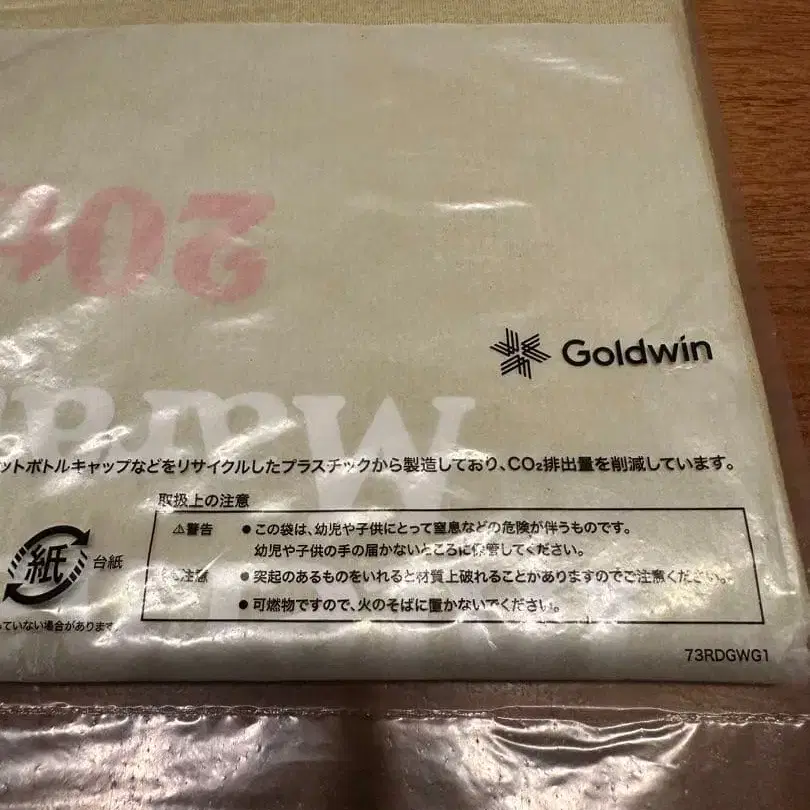 204
Goldwin
ットボトルキャップなどをリサイクルしたプラスチックから製造しており、CO₂排出量を削減しています。
取扱上の注意
⚠警告 ●この袋は、幼児や子供にとって窒息などの危険が伴うものです。
幼児や子供の手の届かないところに保管してください。
紙 台紙
注意 ●突起のあるものをいれると材質上破れることがありますのでご注意ください。
●可燃物ですので、火のそばに置かないでください。
ていない場合があります
73RDGWG1